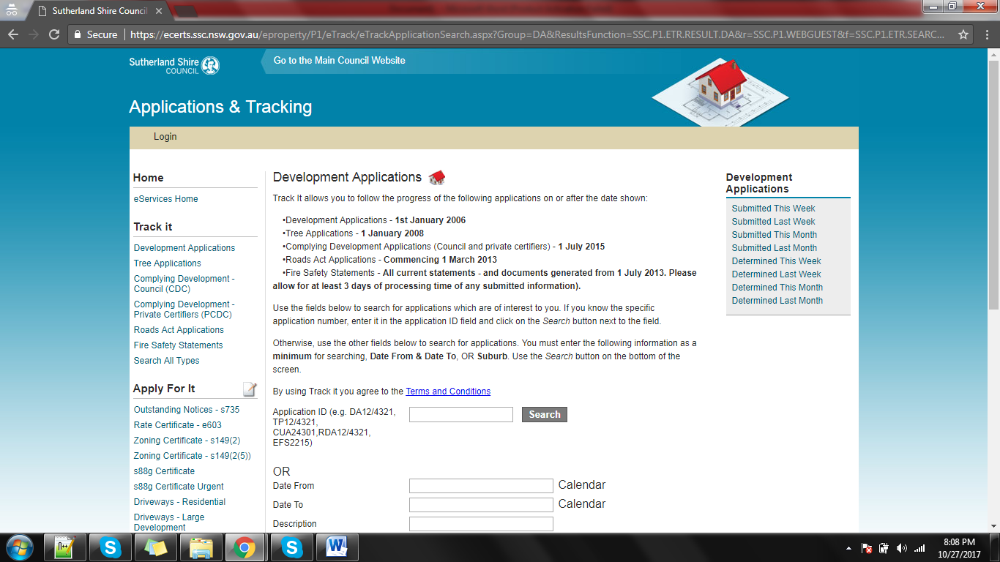 Sutherland Shire Council
Secure
https://ecerts.ssc.nsw.gov.au/eproperty/P1/eTrack/eTrackApplicationSearch.aspx?Group=DA&ResultsFunction=SSC.P1.ETR.RESULT.DA&r=SSC.P1.WEBGUEST&f=SSC.P1.ETR.SEARC...
Sutherland Shire
COUNCIL
Go to the Main Council Website
Applications & Tracking
Login
Home
eServices Home
Track it
Development Applications
Tree Applications
Complying Development -
Council (CDC)
Complying Development -
Private Certifiers (PCDC)
Roads Act Applications
Fire Safety Statements
Search All Types
Apply For It
Outstanding Notices - s735
Rate Certificate - e603
Zoning Certificate - s149(2)
Zoning Certificate - s149(2(5))
s88g Certificate
s88g Certificate Urgent
Driveways - Residential
Driveways - Large
Development
Development Applications
Track It allows you to follow the progress of the following applications on or after the date shown:
•Development Applications - 1st January 2006
•Tree Applications - 1 January 2008
•Complying Development Applications (Council and private certifiers) - 1 July 2015
•Roads Act Applications - Commencing 1 March 2013
•Fire Safety Statements - All current statements - and documents generated from 1 July 2013. Please
allow for at least 3 days of processing time of any submitted information).
Use the fields below to search for applications which are of interest to you. If you know the specific
application number, enter it in the application ID field and click on the Search button next to the field.
Otherwise, use the other fields below to search for applications. You must enter the following information as a
minimum for searching, Date From & Date To, OR Suburb. Use the Search button on the bottom of the
screen.
By using Track it you agree to the Terms and Conditions
Application ID (e.g. DA12/4321,
TP12/4321,
CUA24301,RDA12/4321,
EFS2215)
Search
OR
Date From
Calendar
Date To
Calendar
Description
Development
Applications
Submitted This Week
Submitted Last Week
Submitted This Month
Submitted Last Month
Determined This Week
Determined Last Week
Determined This Month
Determined Last Month
8:08 PM
10/27/2017